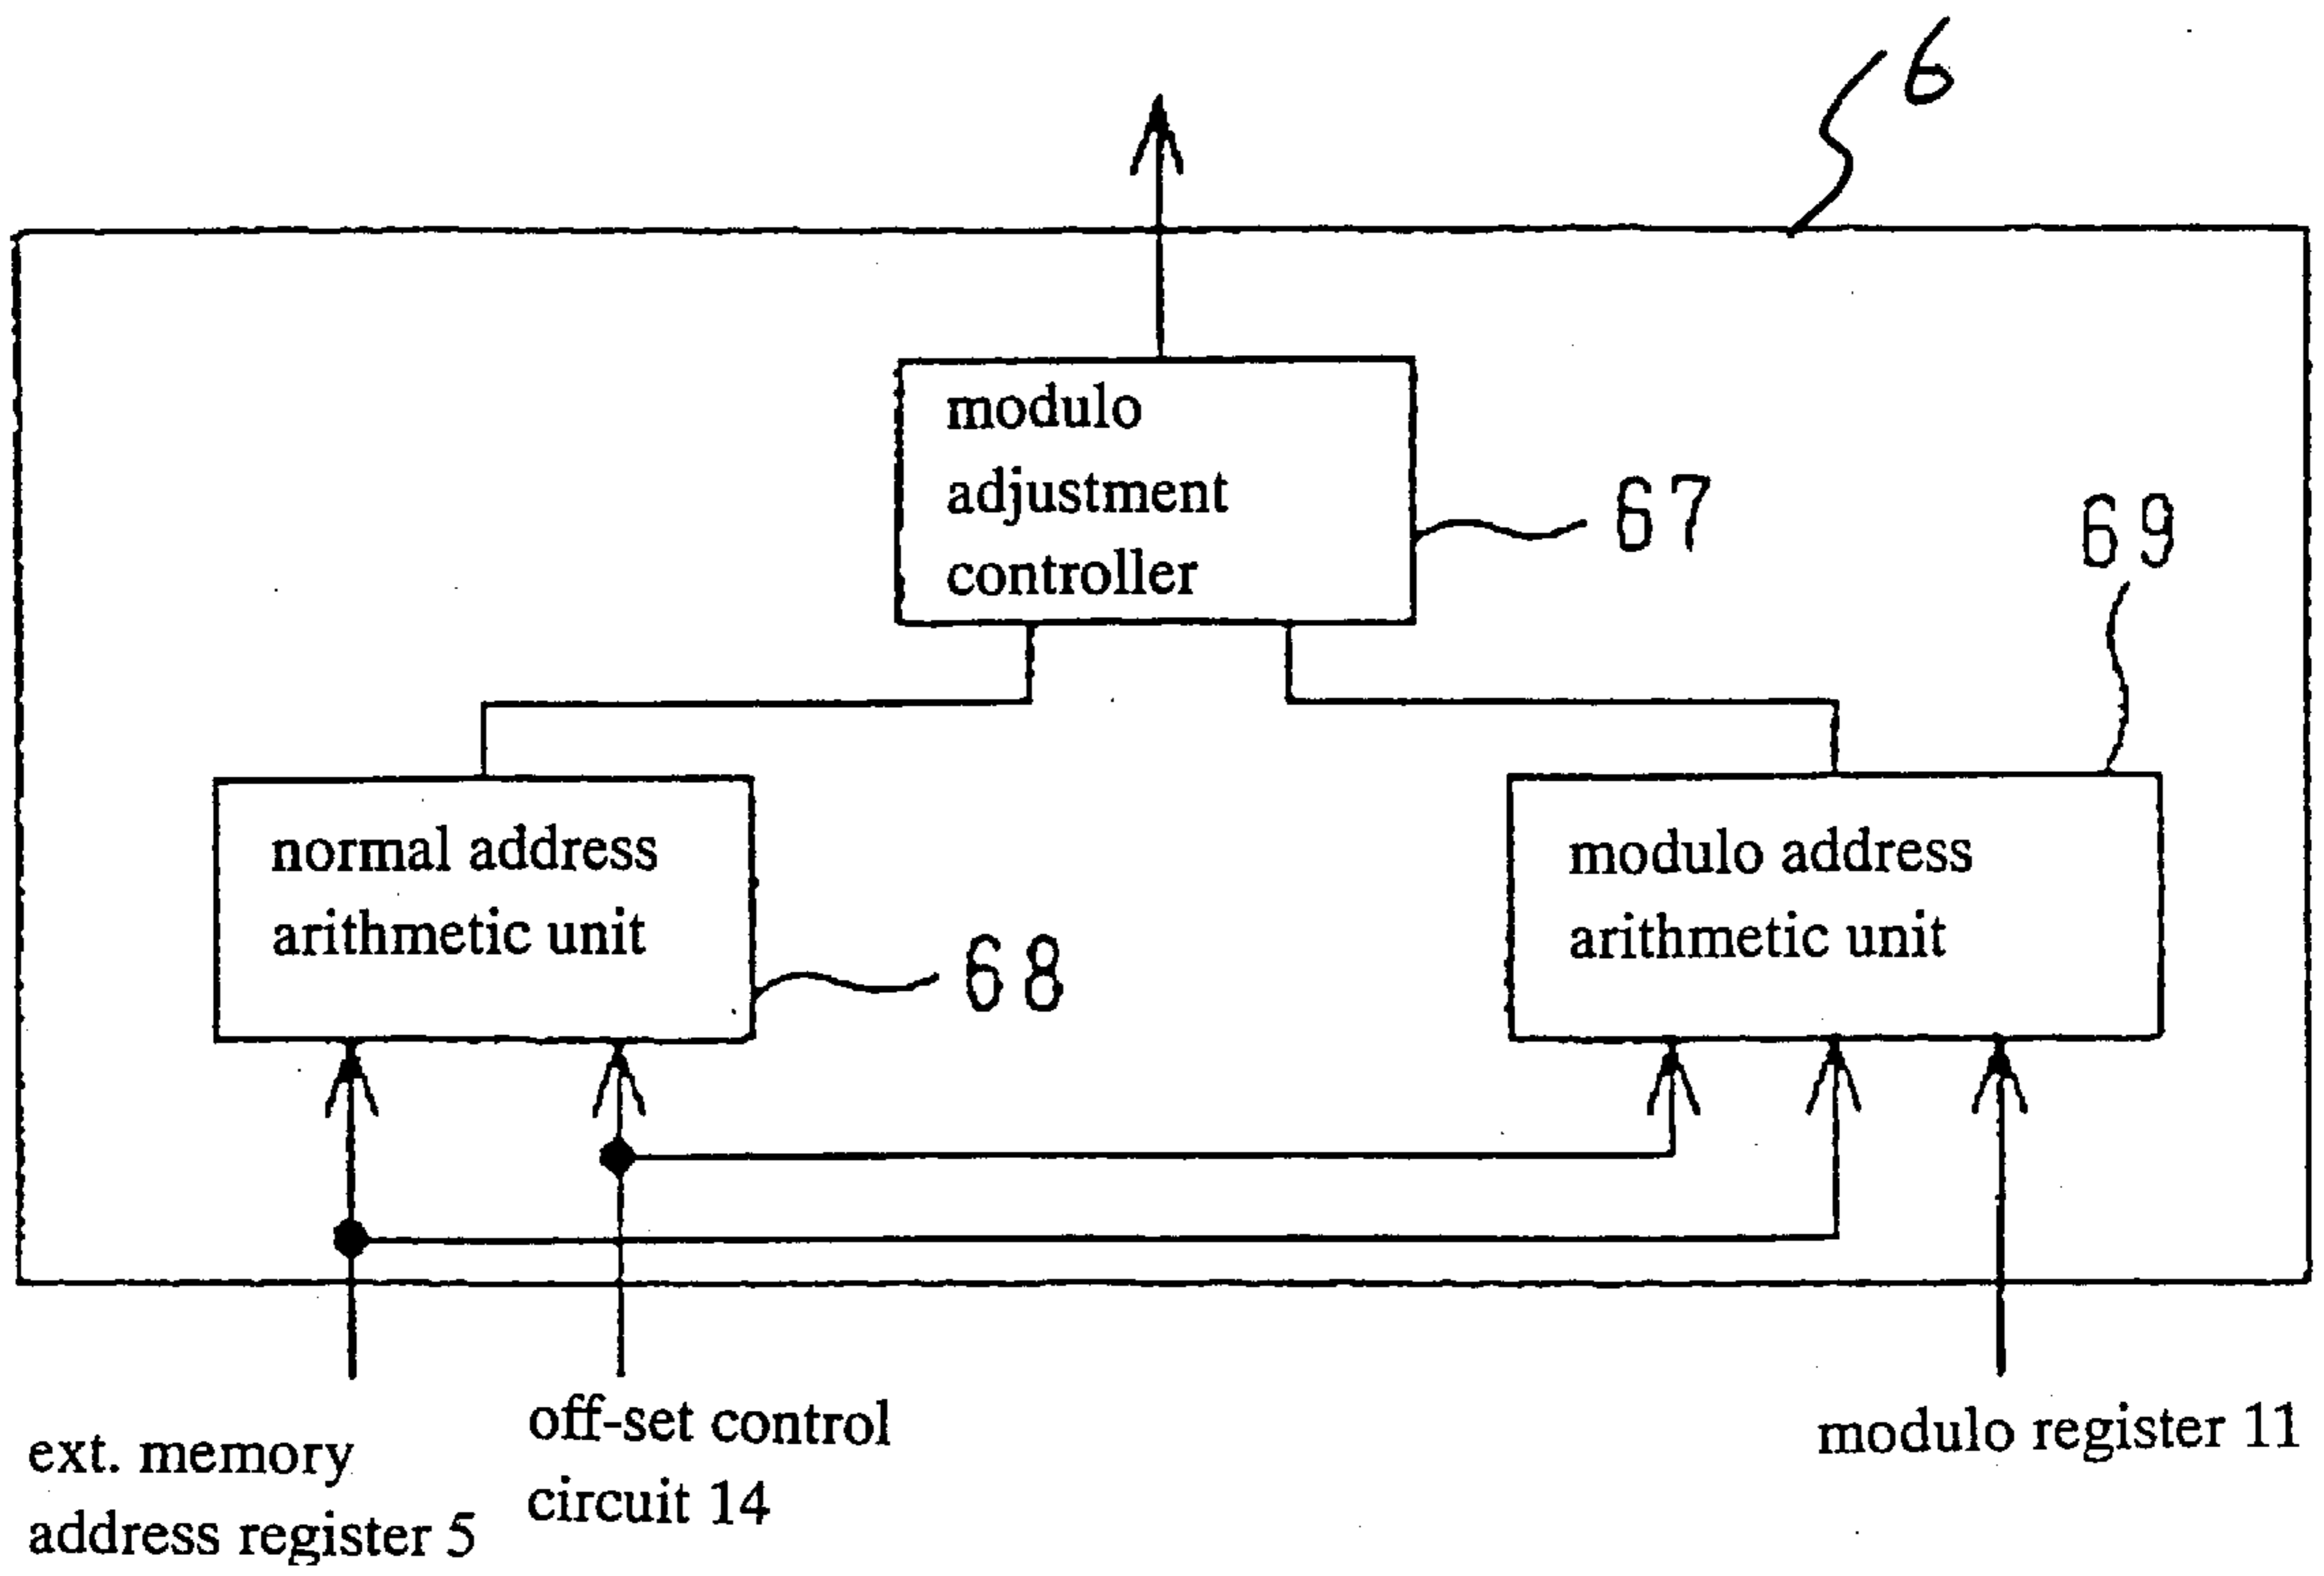 6
modulo
adjustment
controller
67
69
normal address
arithmetic unit
68
modulo address
arithmetic unit
ext. memory
address register 5
off-set control
circuit 14
modulo register 11